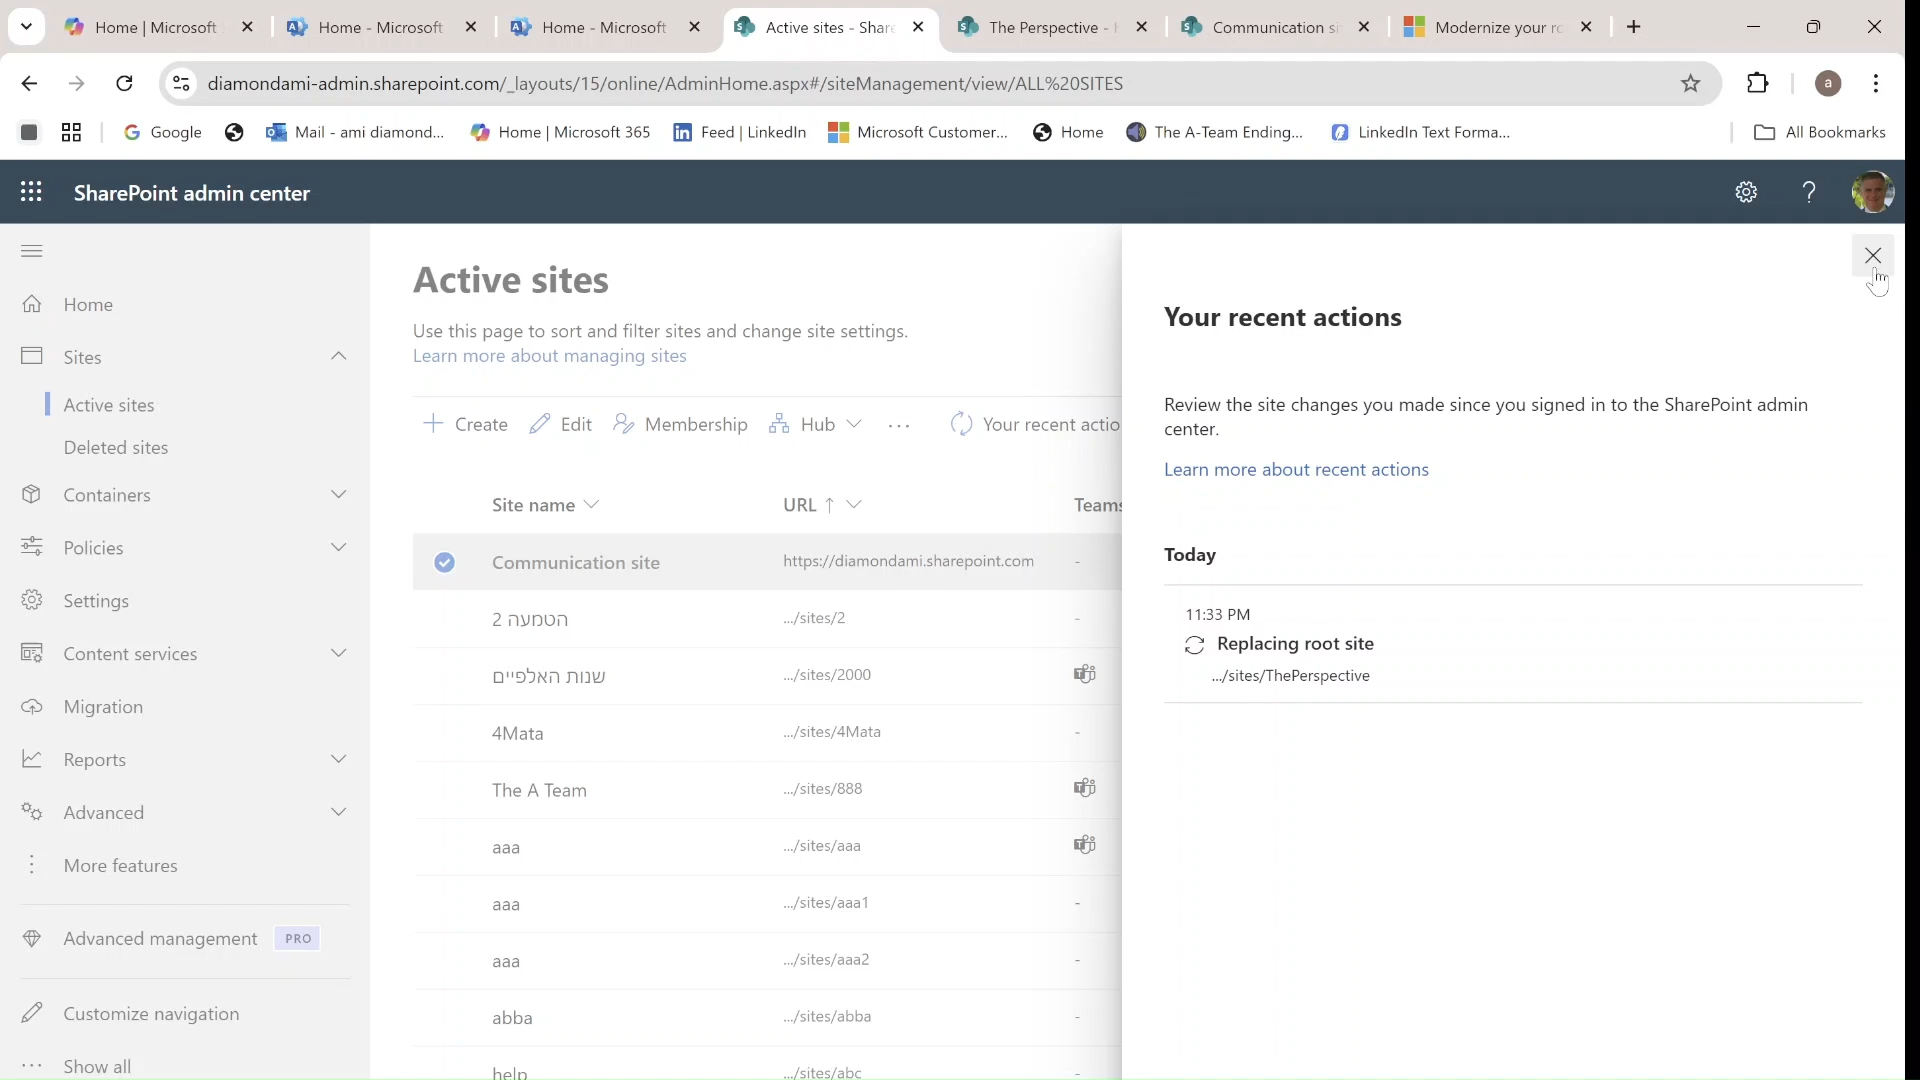 Home | Microsoft
Home - Microsoft
Home - Microsoft
Active sites - Share
The Perspective -
Communication si
Modernize your ro
diamondami-admin.sharepoint.com/_layouts/15/online/AdminHome.aspx#/siteManagement/view/ALL%20SITES
a
Google
Mail - ami diamond...
Home | Microsoft 365
Feed | LinkedIn
Microsoft Customer...
Home
The A-Team Ending...
LinkedIn Text Forma...
All Bookmarks
SharePoint admin center
Home
Sites
Active sites
Deleted sites
Containers
Policies
Settings
Content services
Migration
Reports
Advanced
More features
Advanced management PRO
Customize navigation
Show all
Active sites
Use this page to sort and filter sites and change site settings.
Learn more about managing sites
Create
Edit
Membership
Hub
...
Your recent actio
Site name
URL ↑
Teams
Communication site https://diamondami.sharepoint.com -
הטמעה 2 .../sites/2 -
שנות האלפיים .../sites/2000
4Mata .../sites/4Mata -
The A Team .../sites/888
aaa .../sites/aaa
aaa .../sites/aaa1 -
aaa .../sites/aaa2 -
abba .../sites/abba -
help .../sites/abc -
Your recent actions
Review the site changes you made since you signed in to the SharePoint admin
center.
Learn more about recent actions
Today
11:33 PM
Replacing root site
.../sites/ThePerspective